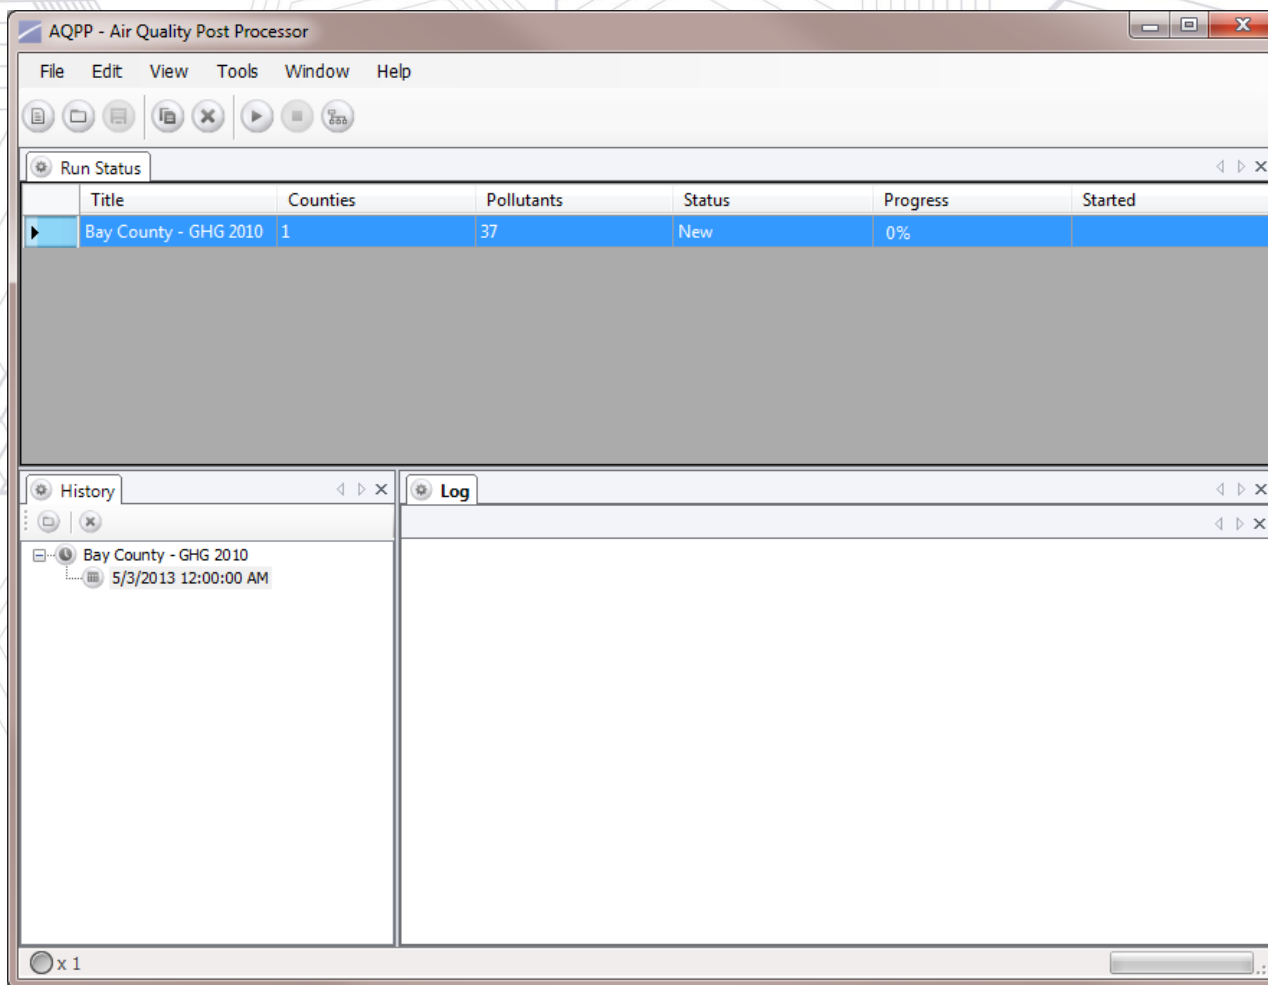 AQPP - Air Quality Post Processor
File Edit View Tools Window Help
Run Status
Title Counties Pollutants Status Progress Started
Bay County - GHG 2010 1 37 New 0%
History
Log
Bay County - GHG 2010
5/3/2013 12:00:00 AM
x 1